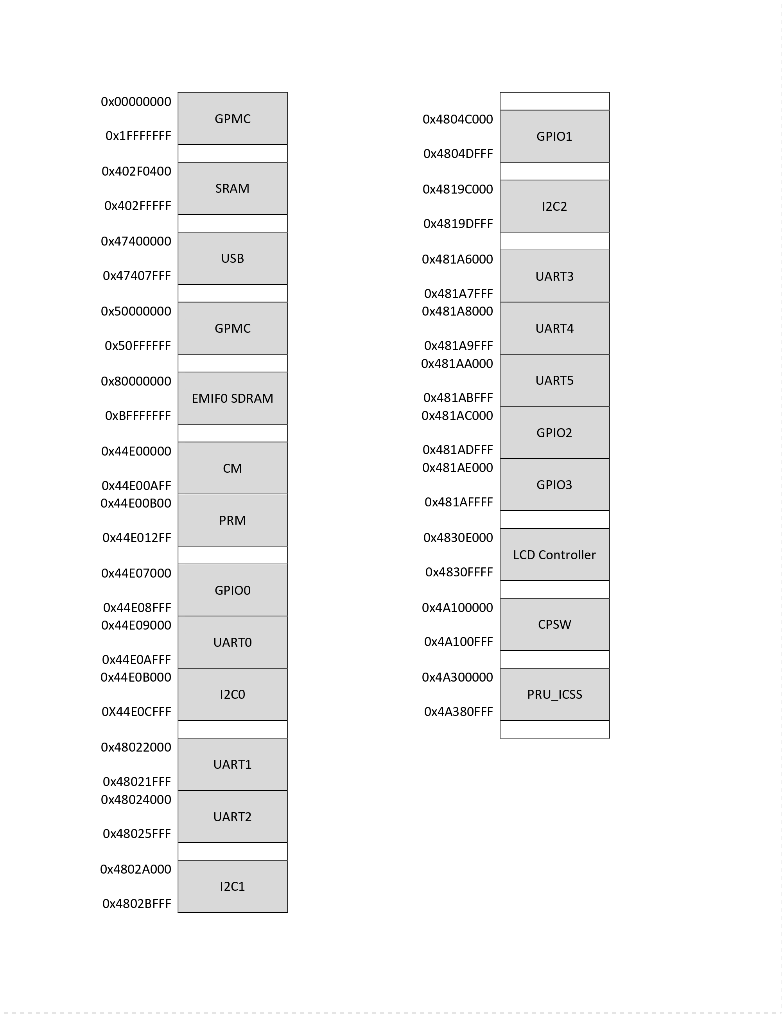 0x00000000
GPMC
0x1FFFFFFF
0x402F0400
SRAM
0x402FFFFF
0x47400000
USB
0x47407FFF
0x50000000
GPMC
0x50FFFFFF
0x80000000
EMIF0 SDRAM
0xBFFFFFFF
0x44E00000
CM
0x44E00AFF
0x44E00B00
PRM
0x44E012FF
0x44E07000
GPIO0
0x44E08FFF
0x44E09000
UART0
0x44E0AFFF
0x44E0B000
I2C0
0X44E0CFFF
0x48022000
UART1
0x48021FFF
0x48024000
UART2
0x48025FFF
0x4802A000
I2C1
0x4802BFFF
0x4804C000
GPIO1
0x4804DFFF
0x4819C000
I2C2
0x4819DFFF
0x481A6000
UART3
0x481A7FFF
0x481A8000
UART4
0x481A9FFF
0x481AA000
UART5
0x481ABFFF
0x481AC000
GPIO2
0x481ADFFF
0x481AE000
GPIO3
0x481AFFFF
0x4830E000
LCD Controller
0x4830FFFF
0x4A100000
CPSW
0x4A100FFF
0x4A300000
PRU_ICSS
0x4A380FFF